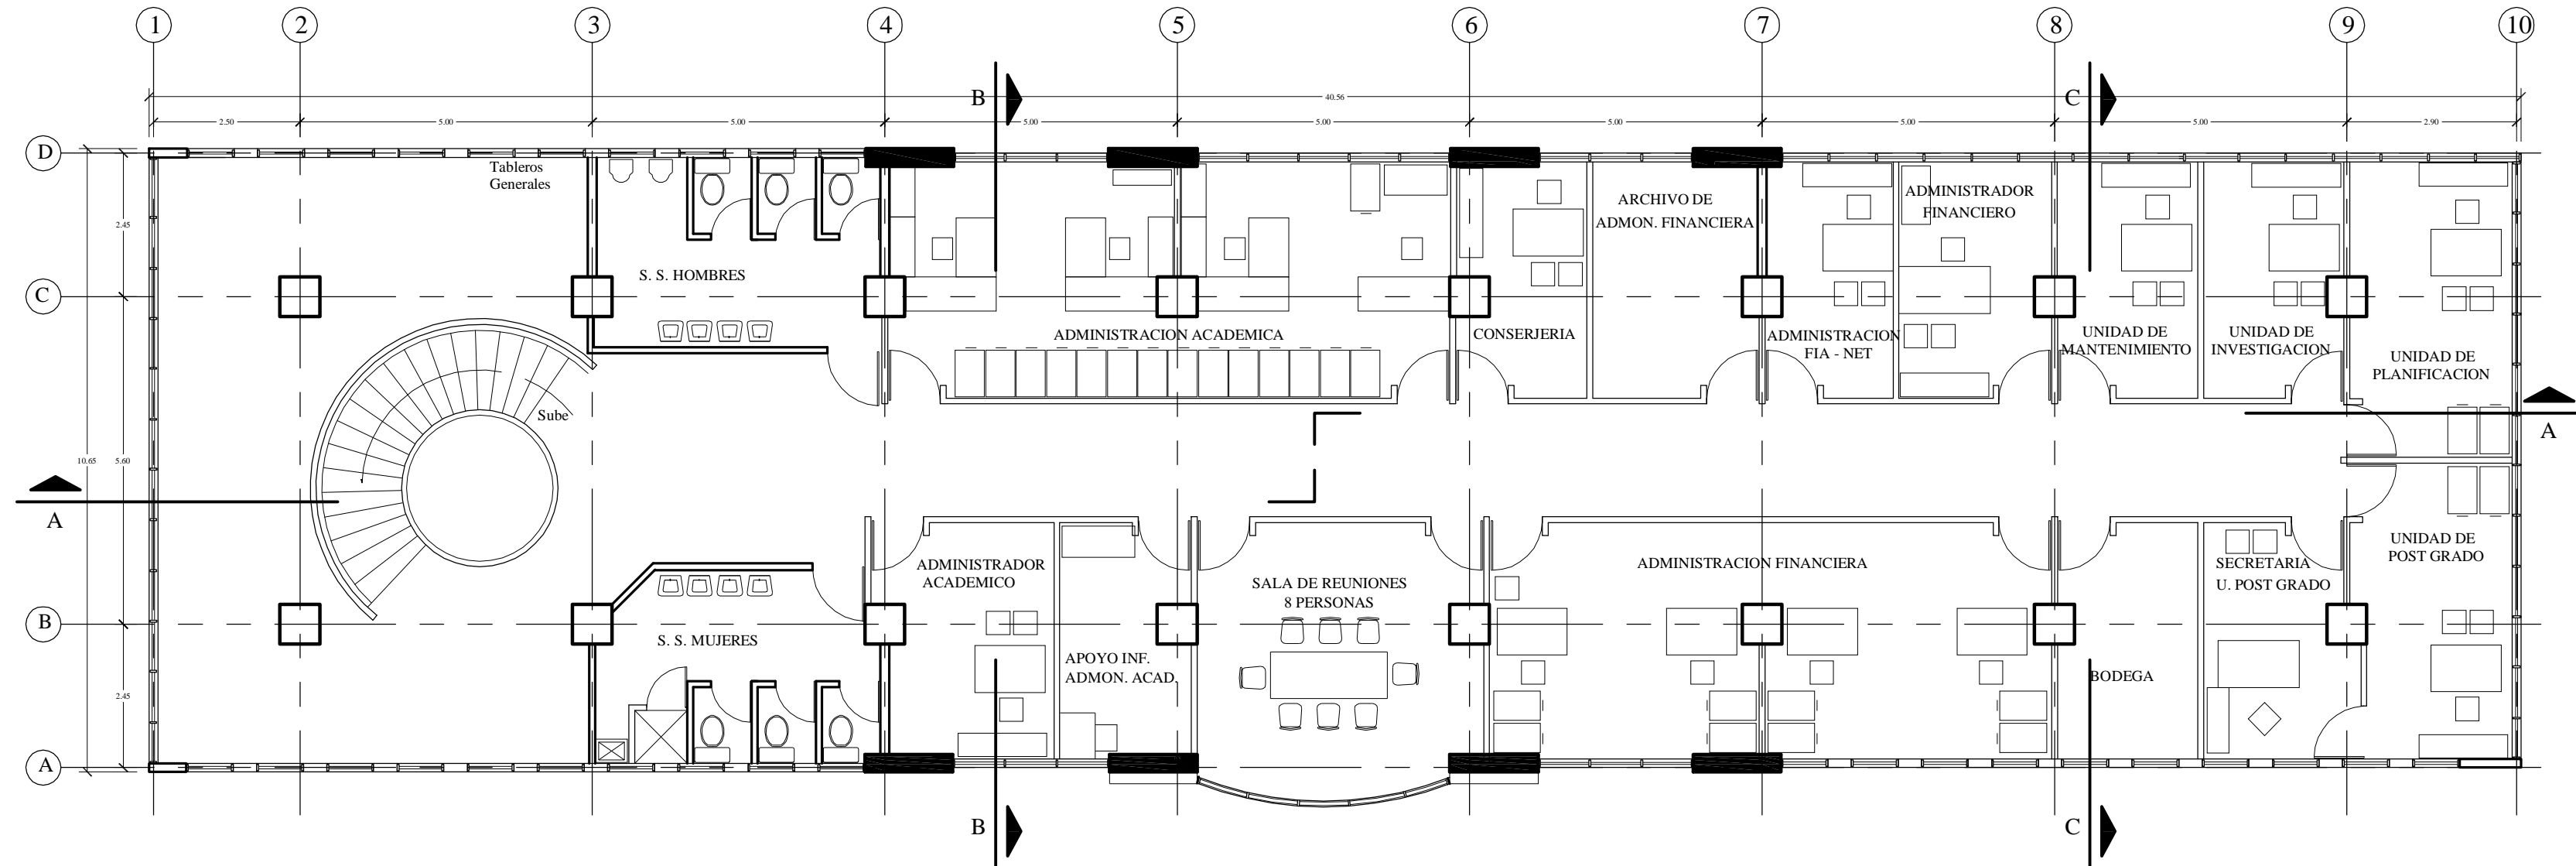 1 2 3 4 5 6 7 8 9 10
B C
40.56
2.50 5.00 5.00 5.00 5.00 5.00 5.00 5.00 2.90
D
Tableros
Generales
ADMINISTRADOR
FINANCIERO
ARCHIVO DE
ADMON. FINANCIERA
2.45
S. S. HOMBRES
C
ADMINISTRACION ACADEMICA
CONSERJERIA
ADMINISTRACION
FIA - NET
UNIDAD DE
MANTENIMIENTO
UNIDAD DE
INVESTIGACION
UNIDAD DE
PLANIFICACION
Sube
A
10.65 5.60
A
UNIDAD DE
POST GRADO
ADMINISTRADOR
ACADEMICO
SALA DE REUNIONES
8 PERSONAS
ADMINISTRACION FINANCIERA
SECRETARIA
U. POST GRADO
B
S. S. MUJERES
APOYO INF.
ADMON. ACAD.
BODEGA
2.45
A
B C